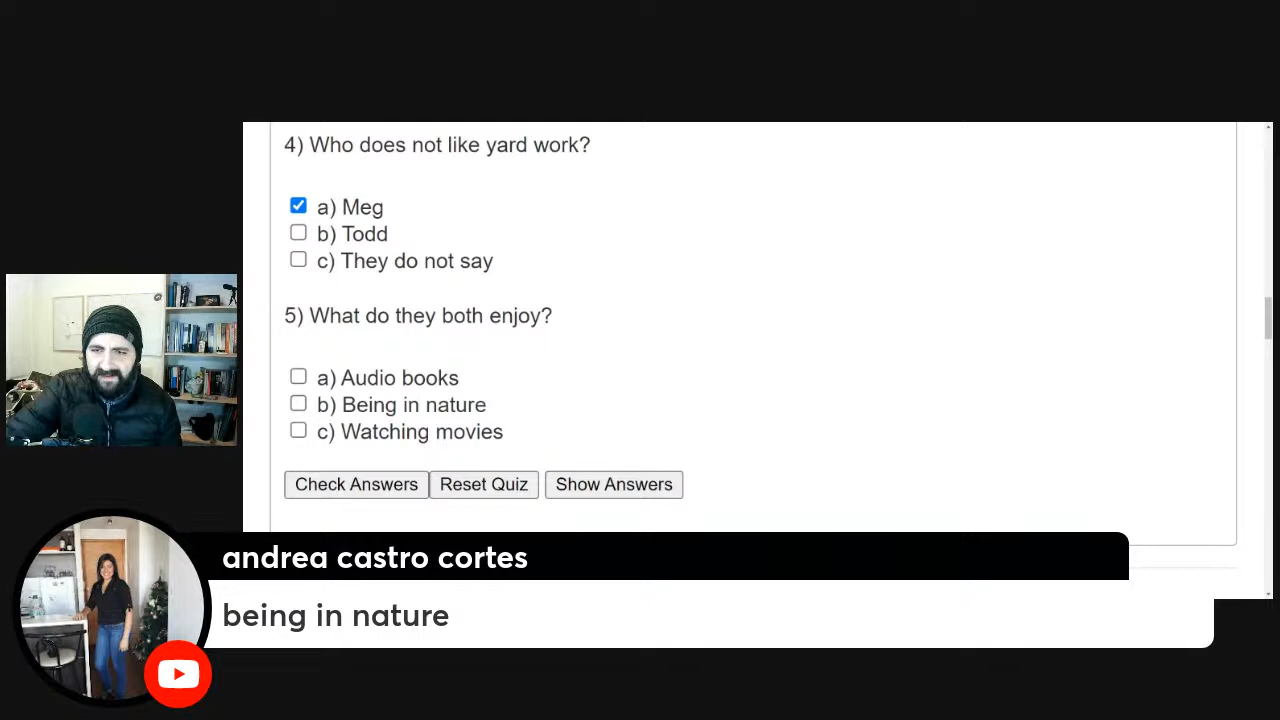 4) Who does not like yard work?
a) Meg
b) Todd
c) They do not say
5) What do they both enjoy?
a) Audio books
b) Being in nature
c) Watching movies
Check Answers Reset Quiz Show Answers
andrea castro cortes
being in nature